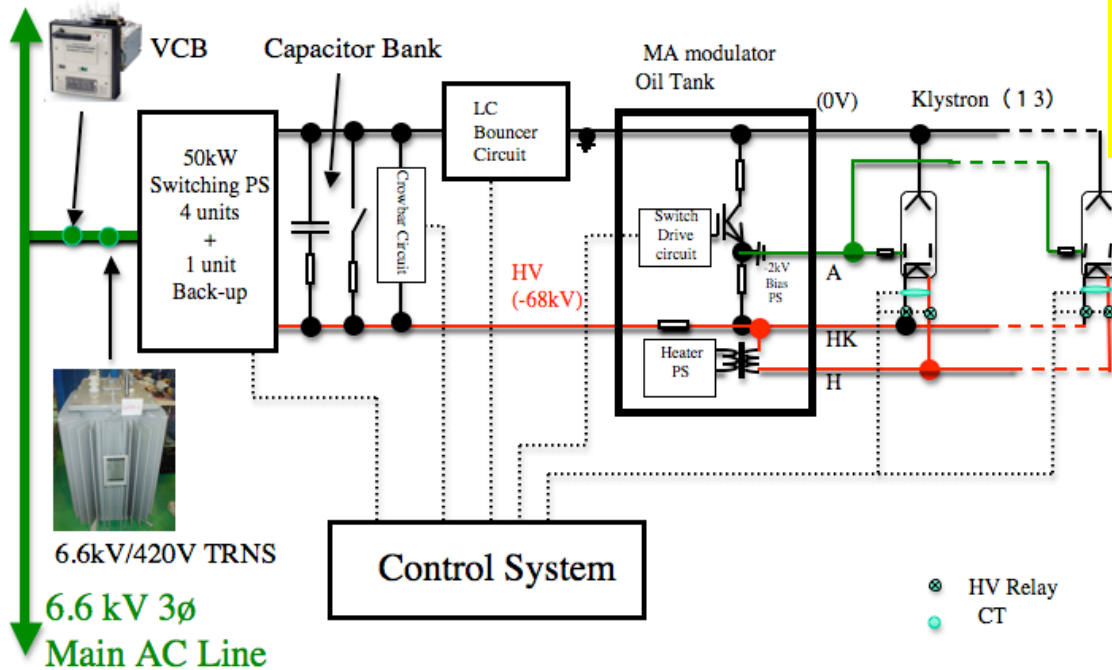 VCB
Capacitor Bank
MA modulator
Oil Tank
(0V)
Klystron （１３）
LC
Bouncer
Circuit
50kW
Switching PS
4 units
+
1 unit
Back-up
Crowbar Circuit
Switch
Drive
circuit
-2kV
Bias
PS
A
HV
(-68kV)
HK
Heater
PS
H
6.6kV/420V TRNS
Control System
HV Relay
CT
6.6 kV 3ø
Main AC Line